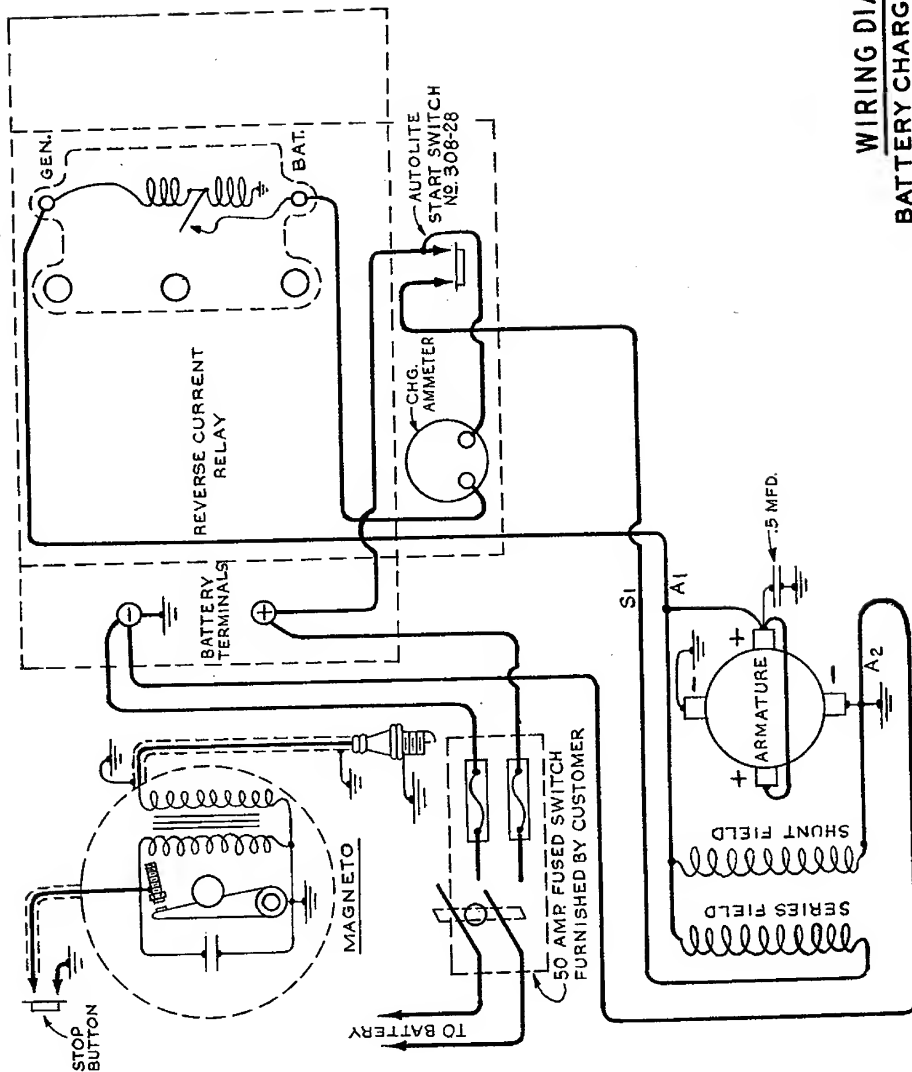 GEN.
BAT.
AUTOLITE
START SWITCH
NO. 308-28
REVERSE CURRENT
RELAY
CHG.
AMMETER
BATTERY
TERMINALS
-
+
STOP
BUTTON
MAGNETO
TO BATTERY
50 AMP. FUSED SWITCH
FURNISHED BY CUSTOMER
S1
A1
.5 MFD.
+
-
ARMATURE
+
-
A2
SHUNT FIELD
SERIES FIELD
WIRING DIA
BATTERY CHARG